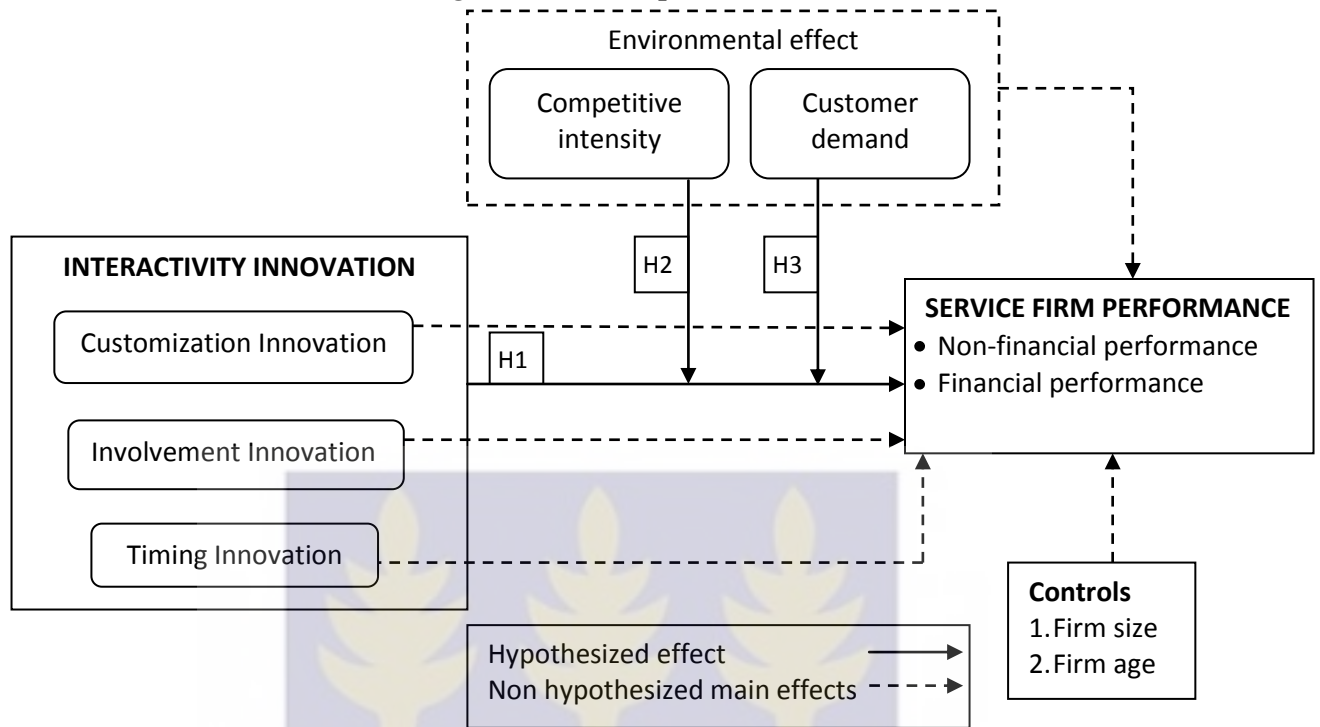 Environmental effect
Competitive
intensity
Customer
demand
INTERACTIVITY INNOVATION
Customization Innovation
Involvement Innovation
Timing Innovation
H1
H2
H3
SERVICE FIRM PERFORMANCE
• Non-financial performance
• Financial performance
Controls
1.Firm size
2.Firm age
Hypothesized effect
Non hypothesized main effects